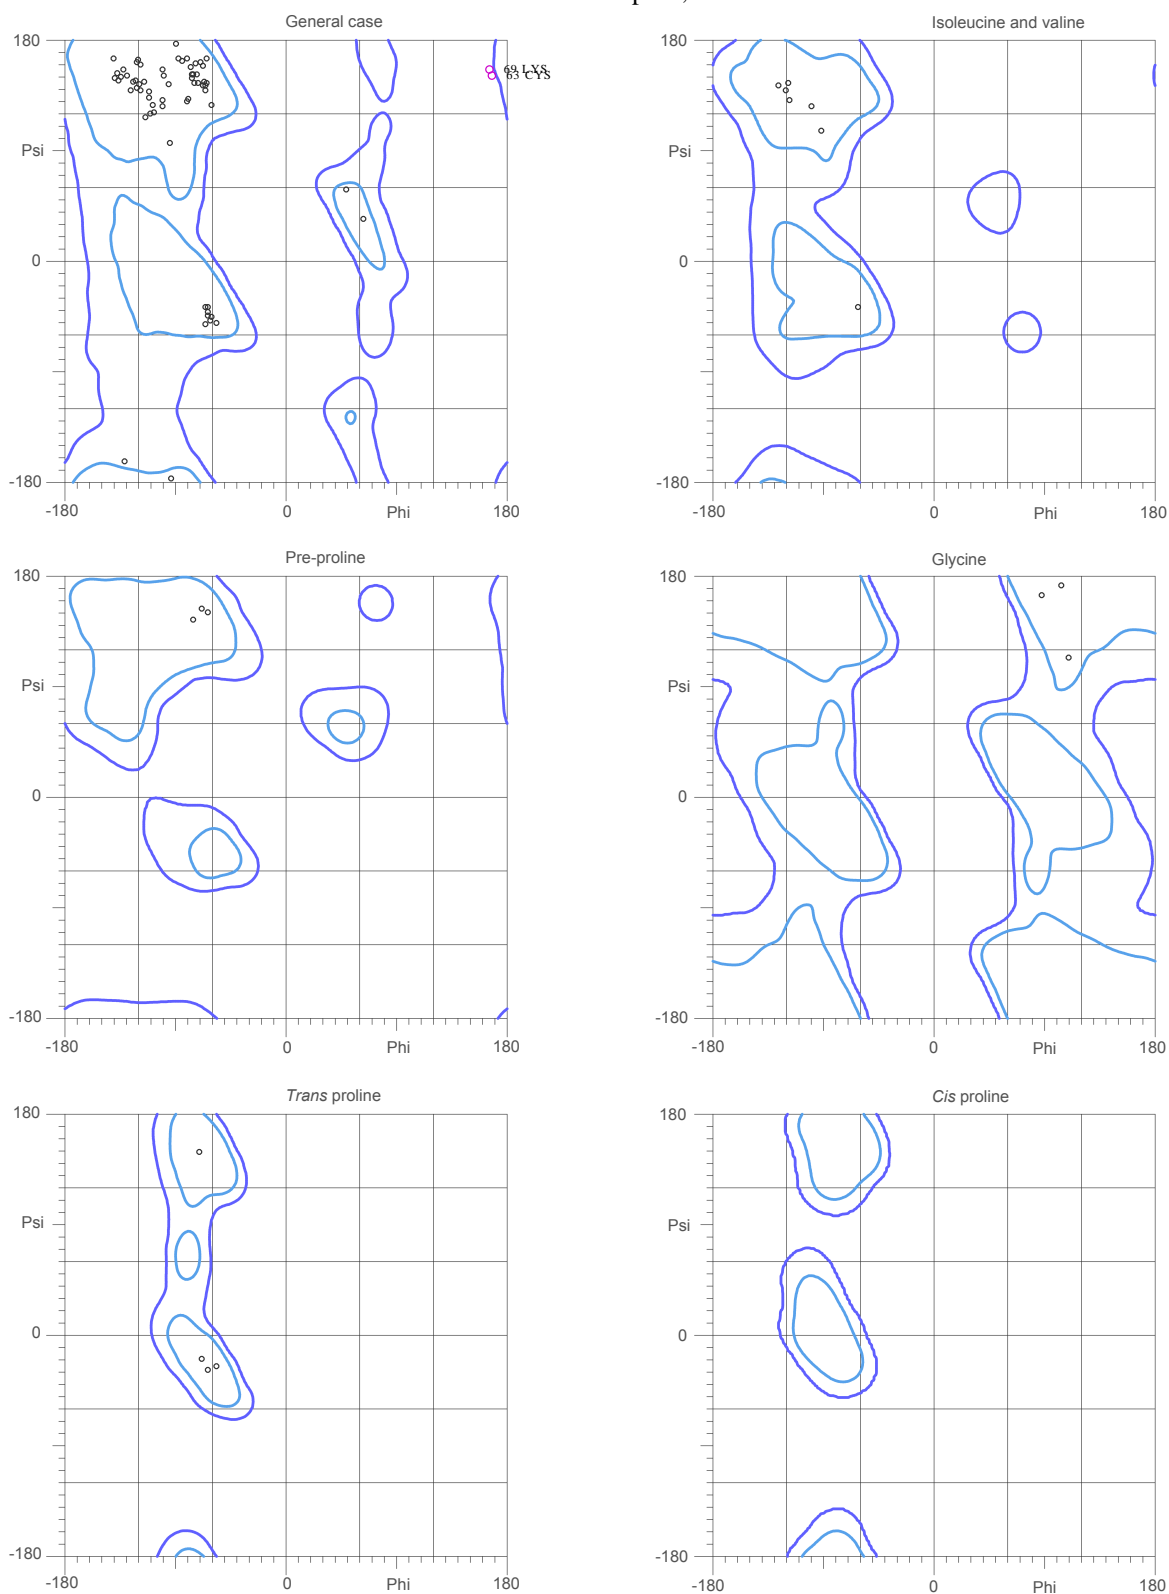 General case
180
Psi
0
-180
-180
0
Phi
180
69 LYS
63 CYS
Isoleucine and valine
180
Psi
0
-180
-180
0
Phi
180
Pre-proline
180
Psi
0
-180
-180
0
Phi
180
Glycine
180
Psi
0
-180
-180
0
Phi
180
Trans proline
180
Psi
0
-180
-180
0
Phi
180
Cis proline
180
Psi
0
-180
-180
0
Phi
180